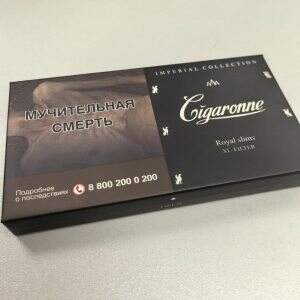 IMPERIAL COLLECTION
Cigaronne
Royal slims
XL FILTER
МУЧИТЕЛЬНАЯ
СМЕРТЬ
Подробнее
о последствиях
8 800 200 0 200